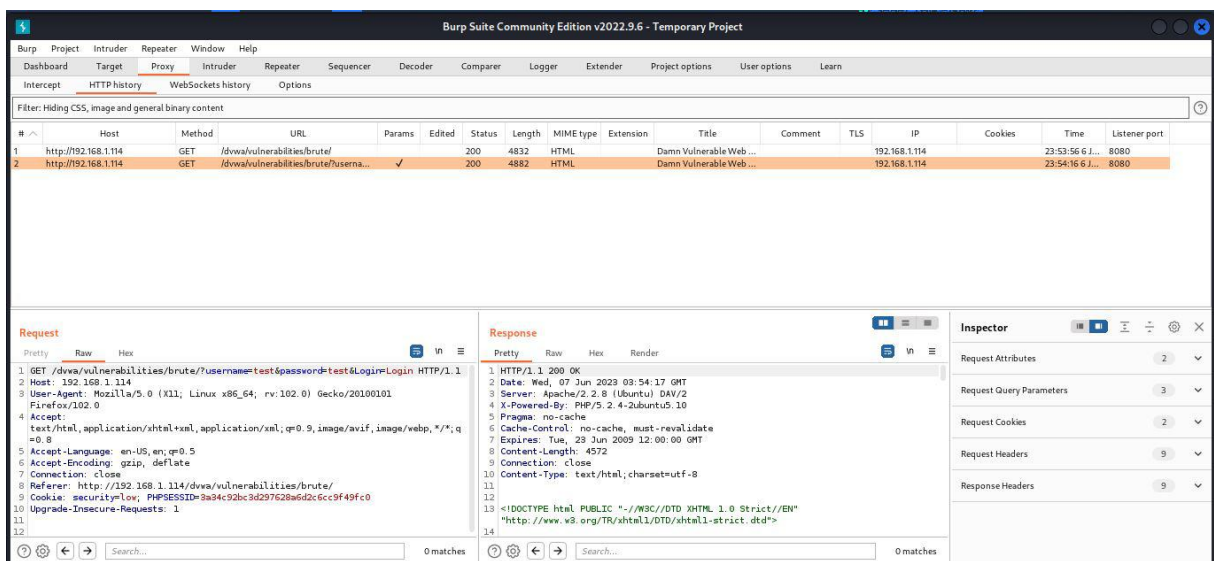 Burp Suite Community Edition v2022.9.6 - Temporary Project
Burp Project Intruder Repeater Window Help
Dashboard Target Proxy Intruder Repeater Sequencer Decoder Comparer Logger Extender Project options User options Learn
Intercept HTTP history WebSockets history Options
Filter: Hiding CSS, image and general binary content
# Host Method URL Params Edited Status Length MIME type Extension Title Comment TLS IP Cookies Time Listener port
1 http://192.168.1.114 GET /dvwa/vulnerabilities/brute/ 200 4832 HTML Damn Vulnerable Web ... 192.168.1.114 23:53:56 6 J... 8080
2 http://192.168.1.114 GET /dvwa/vulnerabilities/brute/?userna... ✓ 200 4882 HTML Damn Vulnerable Web ... 192.168.1.114 23:54:16 6 J... 8080
Request
Pretty Raw Hex \n
1 GET /dvwa/vulnerabilities/brute/?username=test&password=test&Login=Login HTTP/1.1
2 Host: 192.168.1.114
3 User-Agent: Mozilla/5.0 (X11; Linux x86_64; rv:102.0) Gecko/20100101
Firefox/102.0
4 Accept:
text/html,application/xhtml+xml,application/xml;q=0.9,image/avif,image/webp,*/*;q
=0.8
5 Accept-Language: en-US,en;q=0.5
6 Accept-Encoding: gzip, deflate
7 Connection: close
8 Referer: http://192.168.1.114/dvwa/vulnerabilities/brute/
9 Cookie: security=low; PHPSESSID=3a34c92bc3d297628a6d2c6cc9f49fc0
10 Upgrade-Insecure-Requests: 1
11
12
Search... 0 matches
Response
Pretty Raw Hex Render \n
1 HTTP/1.1 200 OK
2 Date: Wed, 07 Jun 2023 03:54:17 GMT
3 Server: Apache/2.2.8 (Ubuntu) DAV/2
4 X-Powered-By: PHP/5.2.4-2ubuntu5.10
5 Pragma: no-cache
6 Cache-Control: no-cache, must-revalidate
7 Expires: Tue, 23 Jun 2009 12:00:00 GMT
8 Content-Length: 4572
9 Connection: close
10 Content-Type: text/html;charset=utf-8
11
12
13 <!DOCTYPE html PUBLIC "-//W3C//DTD XHTML 1.0 Strict//EN"
"http://www.w3.org/TR/xhtml1/DTD/xhtml1-strict.dtd">
14
Search... 0 matches
Inspector
Request Attributes 2
Request Query Parameters 3
Request Cookies 2
Request Headers 9
Response Headers 9